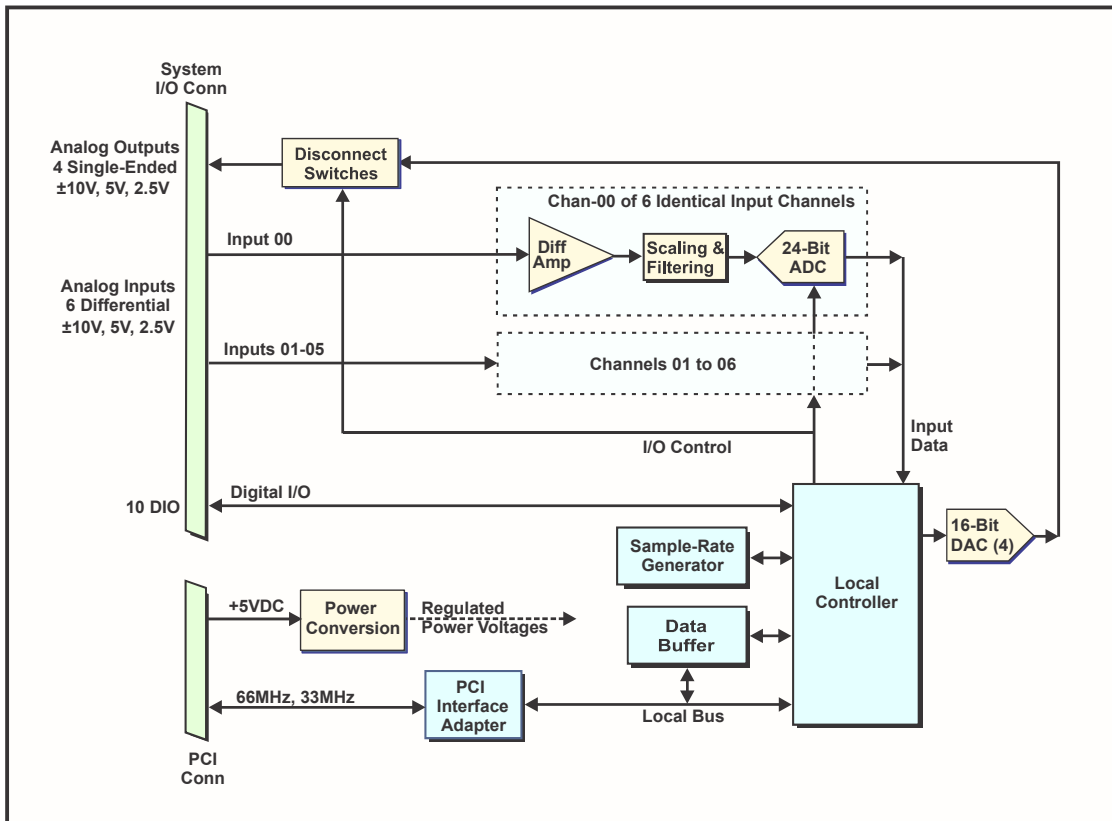 System
I/O Conn
Analog Outputs
4 Single-Ended
±10V, 5V, 2.5V
Disconnect
Switches
Chan-00 of 6 Identical Input Channels
Input 00
Diff
Amp
Scaling &
Filtering
24-Bit
ADC
Analog Inputs
6 Differential
±10V, 5V, 2.5V
Inputs 01-05
Channels 01 to 06
I/O Control
Input
Data
10 DIO
Digital I/O
Sample-Rate
Generator
Local
Controller
16-Bit
DAC (4)
+5VDC
Power
Conversion
Regulated
Power Voltages
Data
Buffer
66MHz, 33MHz
PCI
Interface
Adapter
Local Bus
PCI
Conn